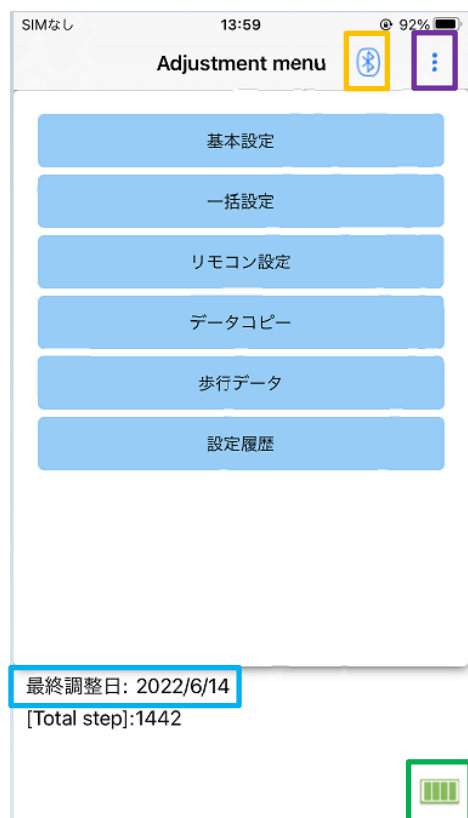 SIMなし 13:59 92%
Adjustment menu
基本設定
一括設定
リモコン設定
データコピー
歩行データ
設定履歴
最終調整日: 2022/6/14
[Total step]:1442